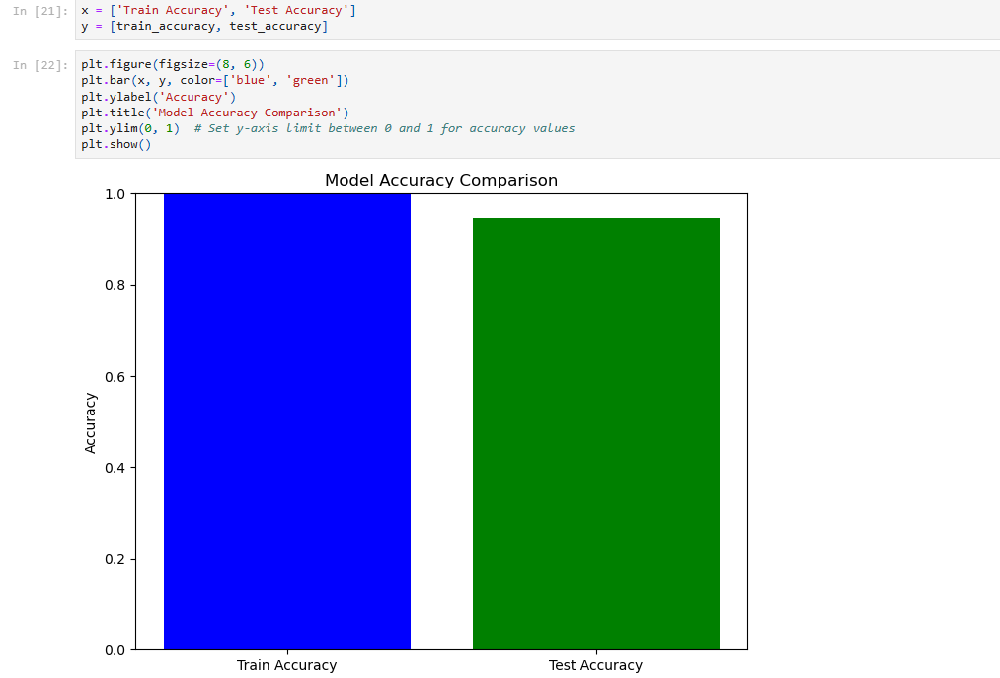 In [21]:
x = ['Train Accuracy', 'Test Accuracy']
y = [train_accuracy, test_accuracy]
In [22]:
plt.figure(figsize=(8, 6))
plt.bar(x, y, color=['blue', 'green'])
plt.ylabel('Accuracy')
plt.title('Model Accuracy Comparison')
plt.ylim(0, 1)  # Set y-axis limit between 0 and 1 for accuracy values
plt.show()
Model Accuracy Comparison
1.0
0.8
0.6
0.4
0.2
0.0
Accuracy
Train Accuracy
Test Accuracy